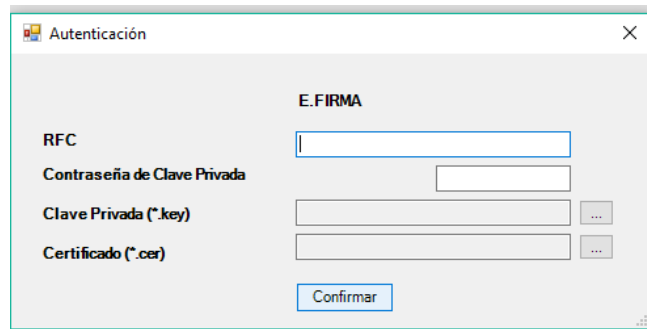 Autenticación
E.FIRMA
RFC
Contraseña de Clave Privada
Clave Privada (*.key)
...
Certificado (*.cer)
...
Confirmar